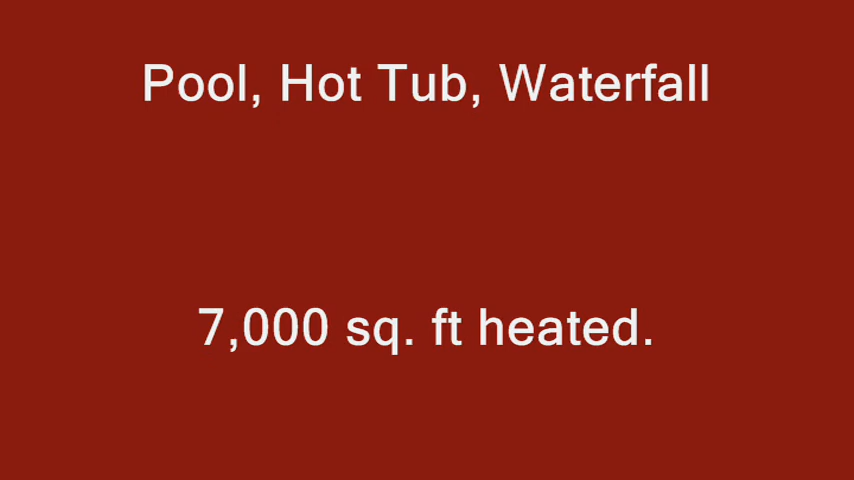 Pool, Hot Tub, Waterfall
7,000 sq. ft heated.